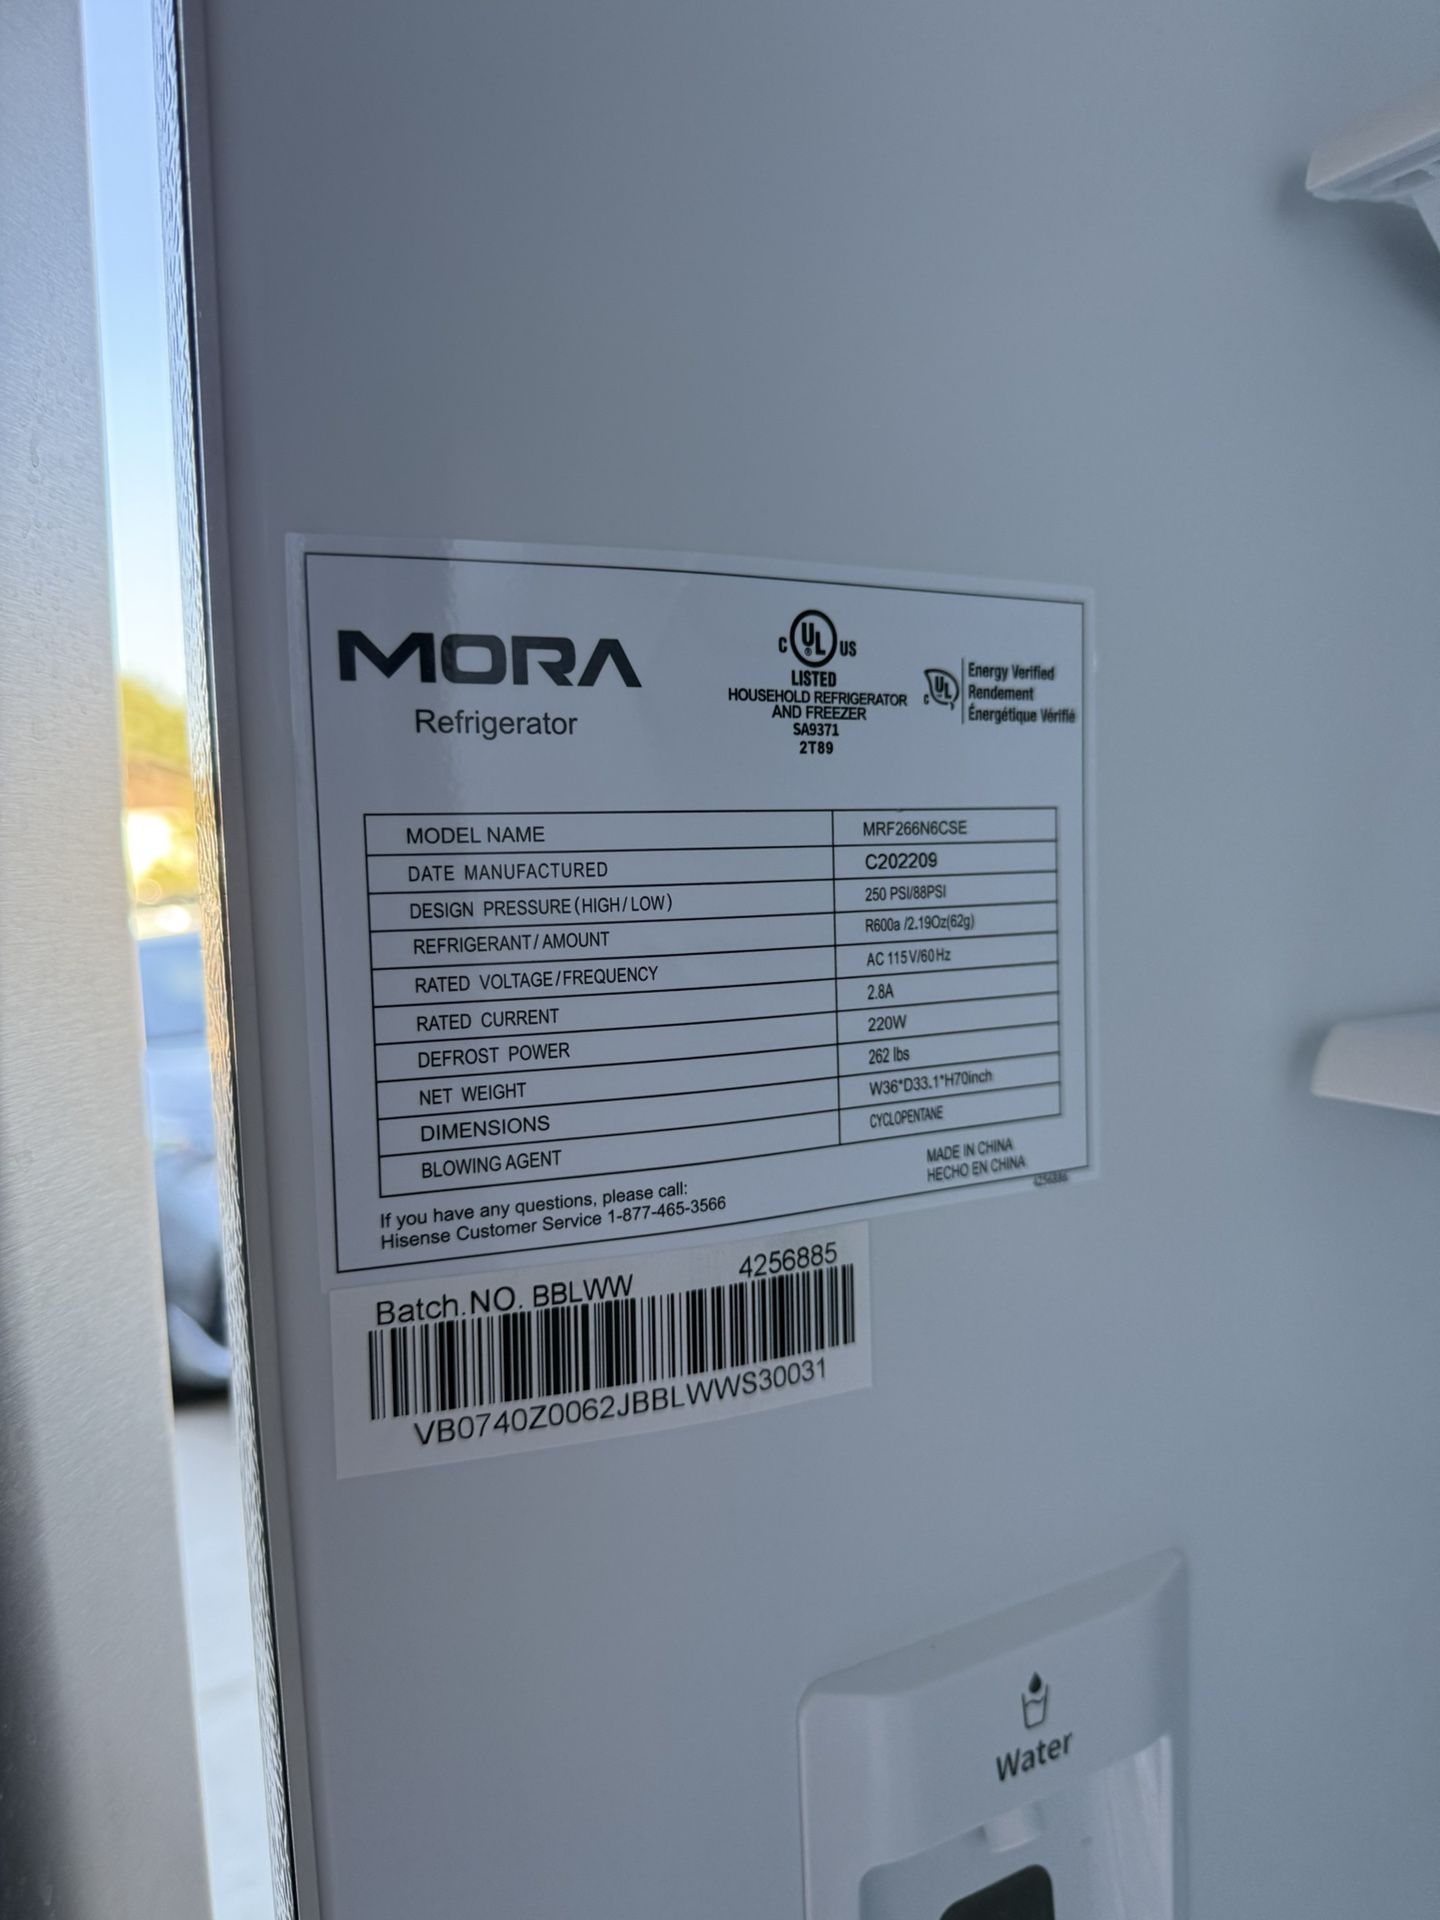 MORA
Refrigerator
C UL US
LISTED
HOUSEHOLD REFRIGERATOR
AND FREEZER
SA9371
2T89
C UL
Energy Verified
Rendement
Énergétique Vérifié
MODEL NAME MRF266N6CSE
DATE MANUFACTURED C202209
DESIGN PRESSURE(HIGH/LOW) 250 PSI/88PSI
REFRIGERANT/AMOUNT R600a /2.19Oz(62g)
RATED VOLTAGE/FREQUENCY AC 115V/60Hz
RATED CURRENT 2.8A
DEFROST POWER 220W
NET WEIGHT 262 lbs
DIMENSIONS W36*D33.1*H70inch
BLOWING AGENT CYCLOPENTANE
If you have any questions, please call:
Hisense Customer Service 1-877-465-3566
MADE IN CHINA
HECHO EN CHINA
4256886
Batch.NO. BBLWW 4256885
VB0740Z0062JBBLWWS30031
Water